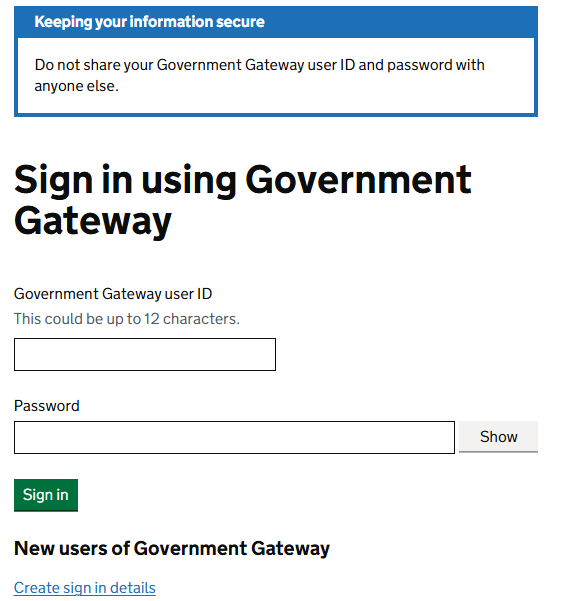 Keeping your information secure
Do not share your Government Gateway user ID and password with
anyone else.
Sign in using Government
Gateway
Government Gateway user ID
This could be up to 12 characters.
Password
Show
Sign in
New users of Government Gateway
Create sign in details